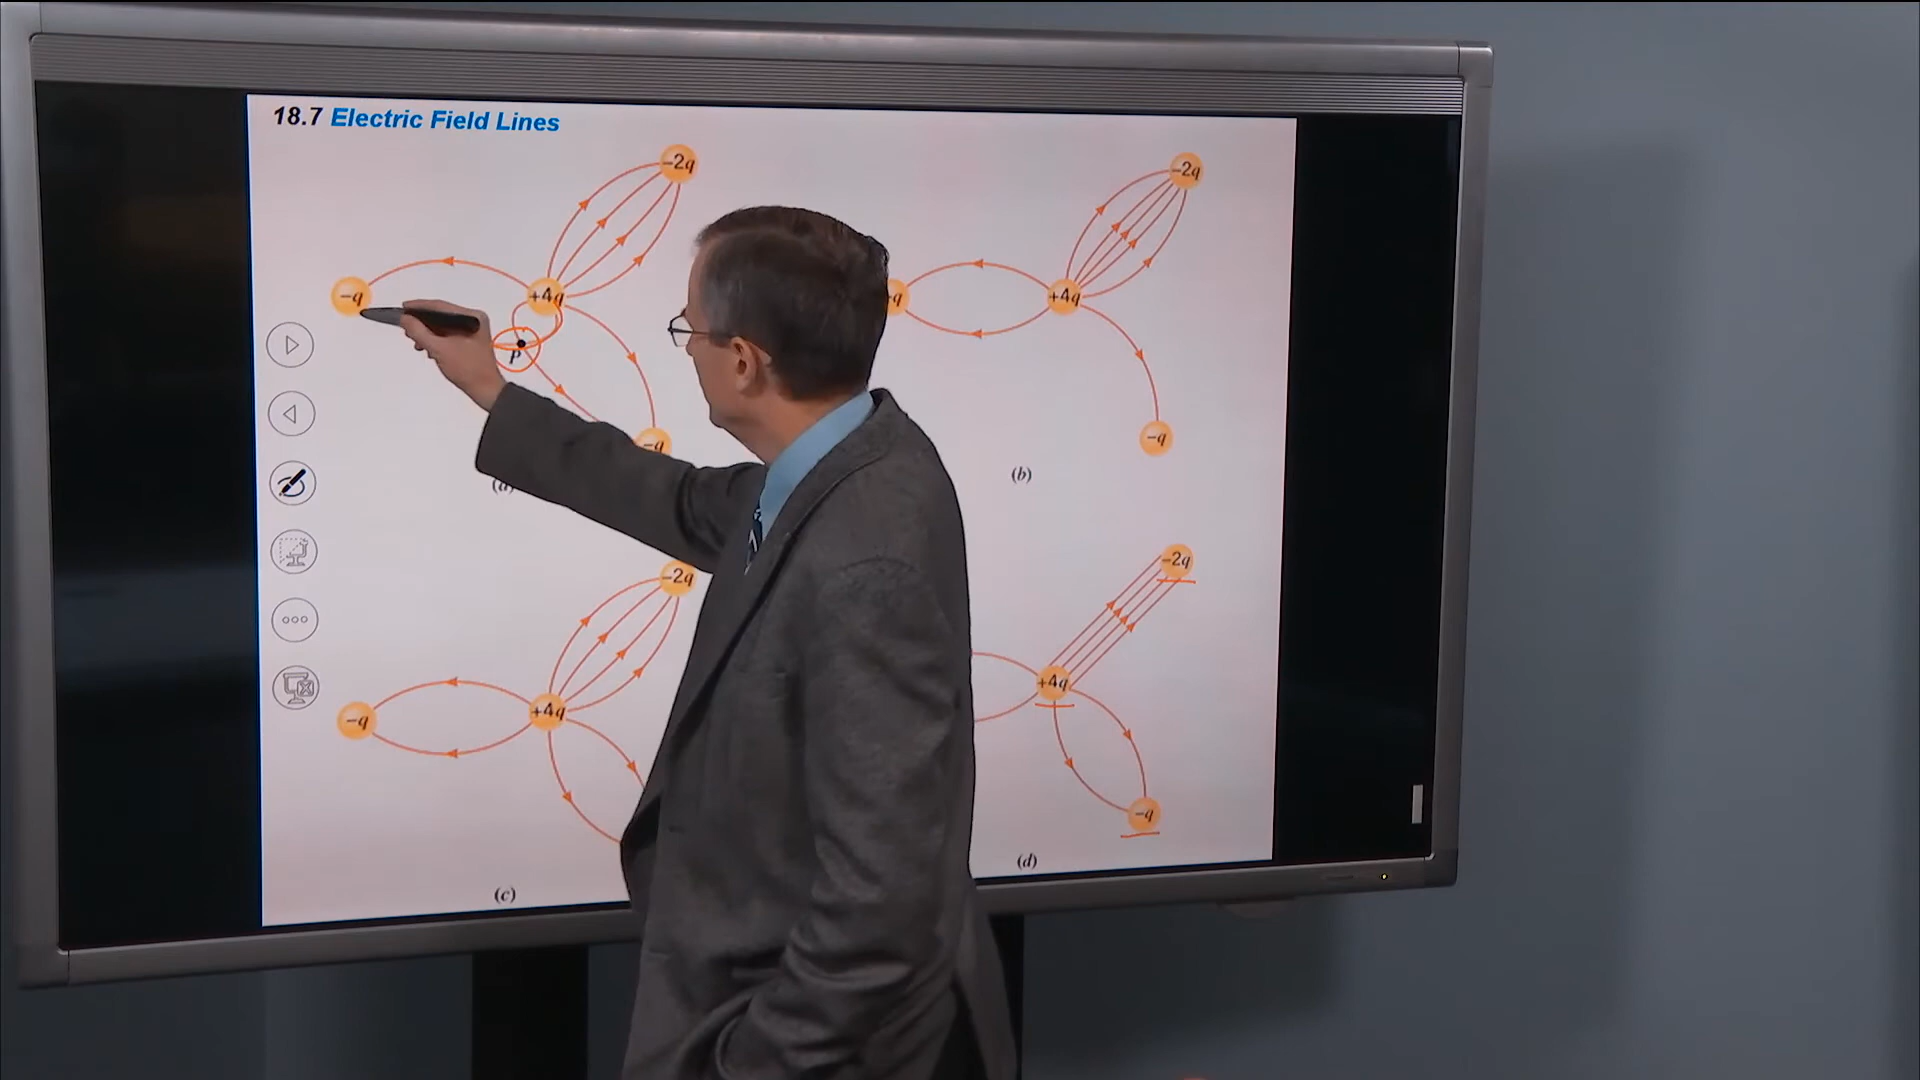 18.7 Electric Field Lines
−2q
−q
+4q
P
−q
−2q
+4q
−q
(b)
−2q
−q
+4q
(c)
−2q
+4q
−q
(d)